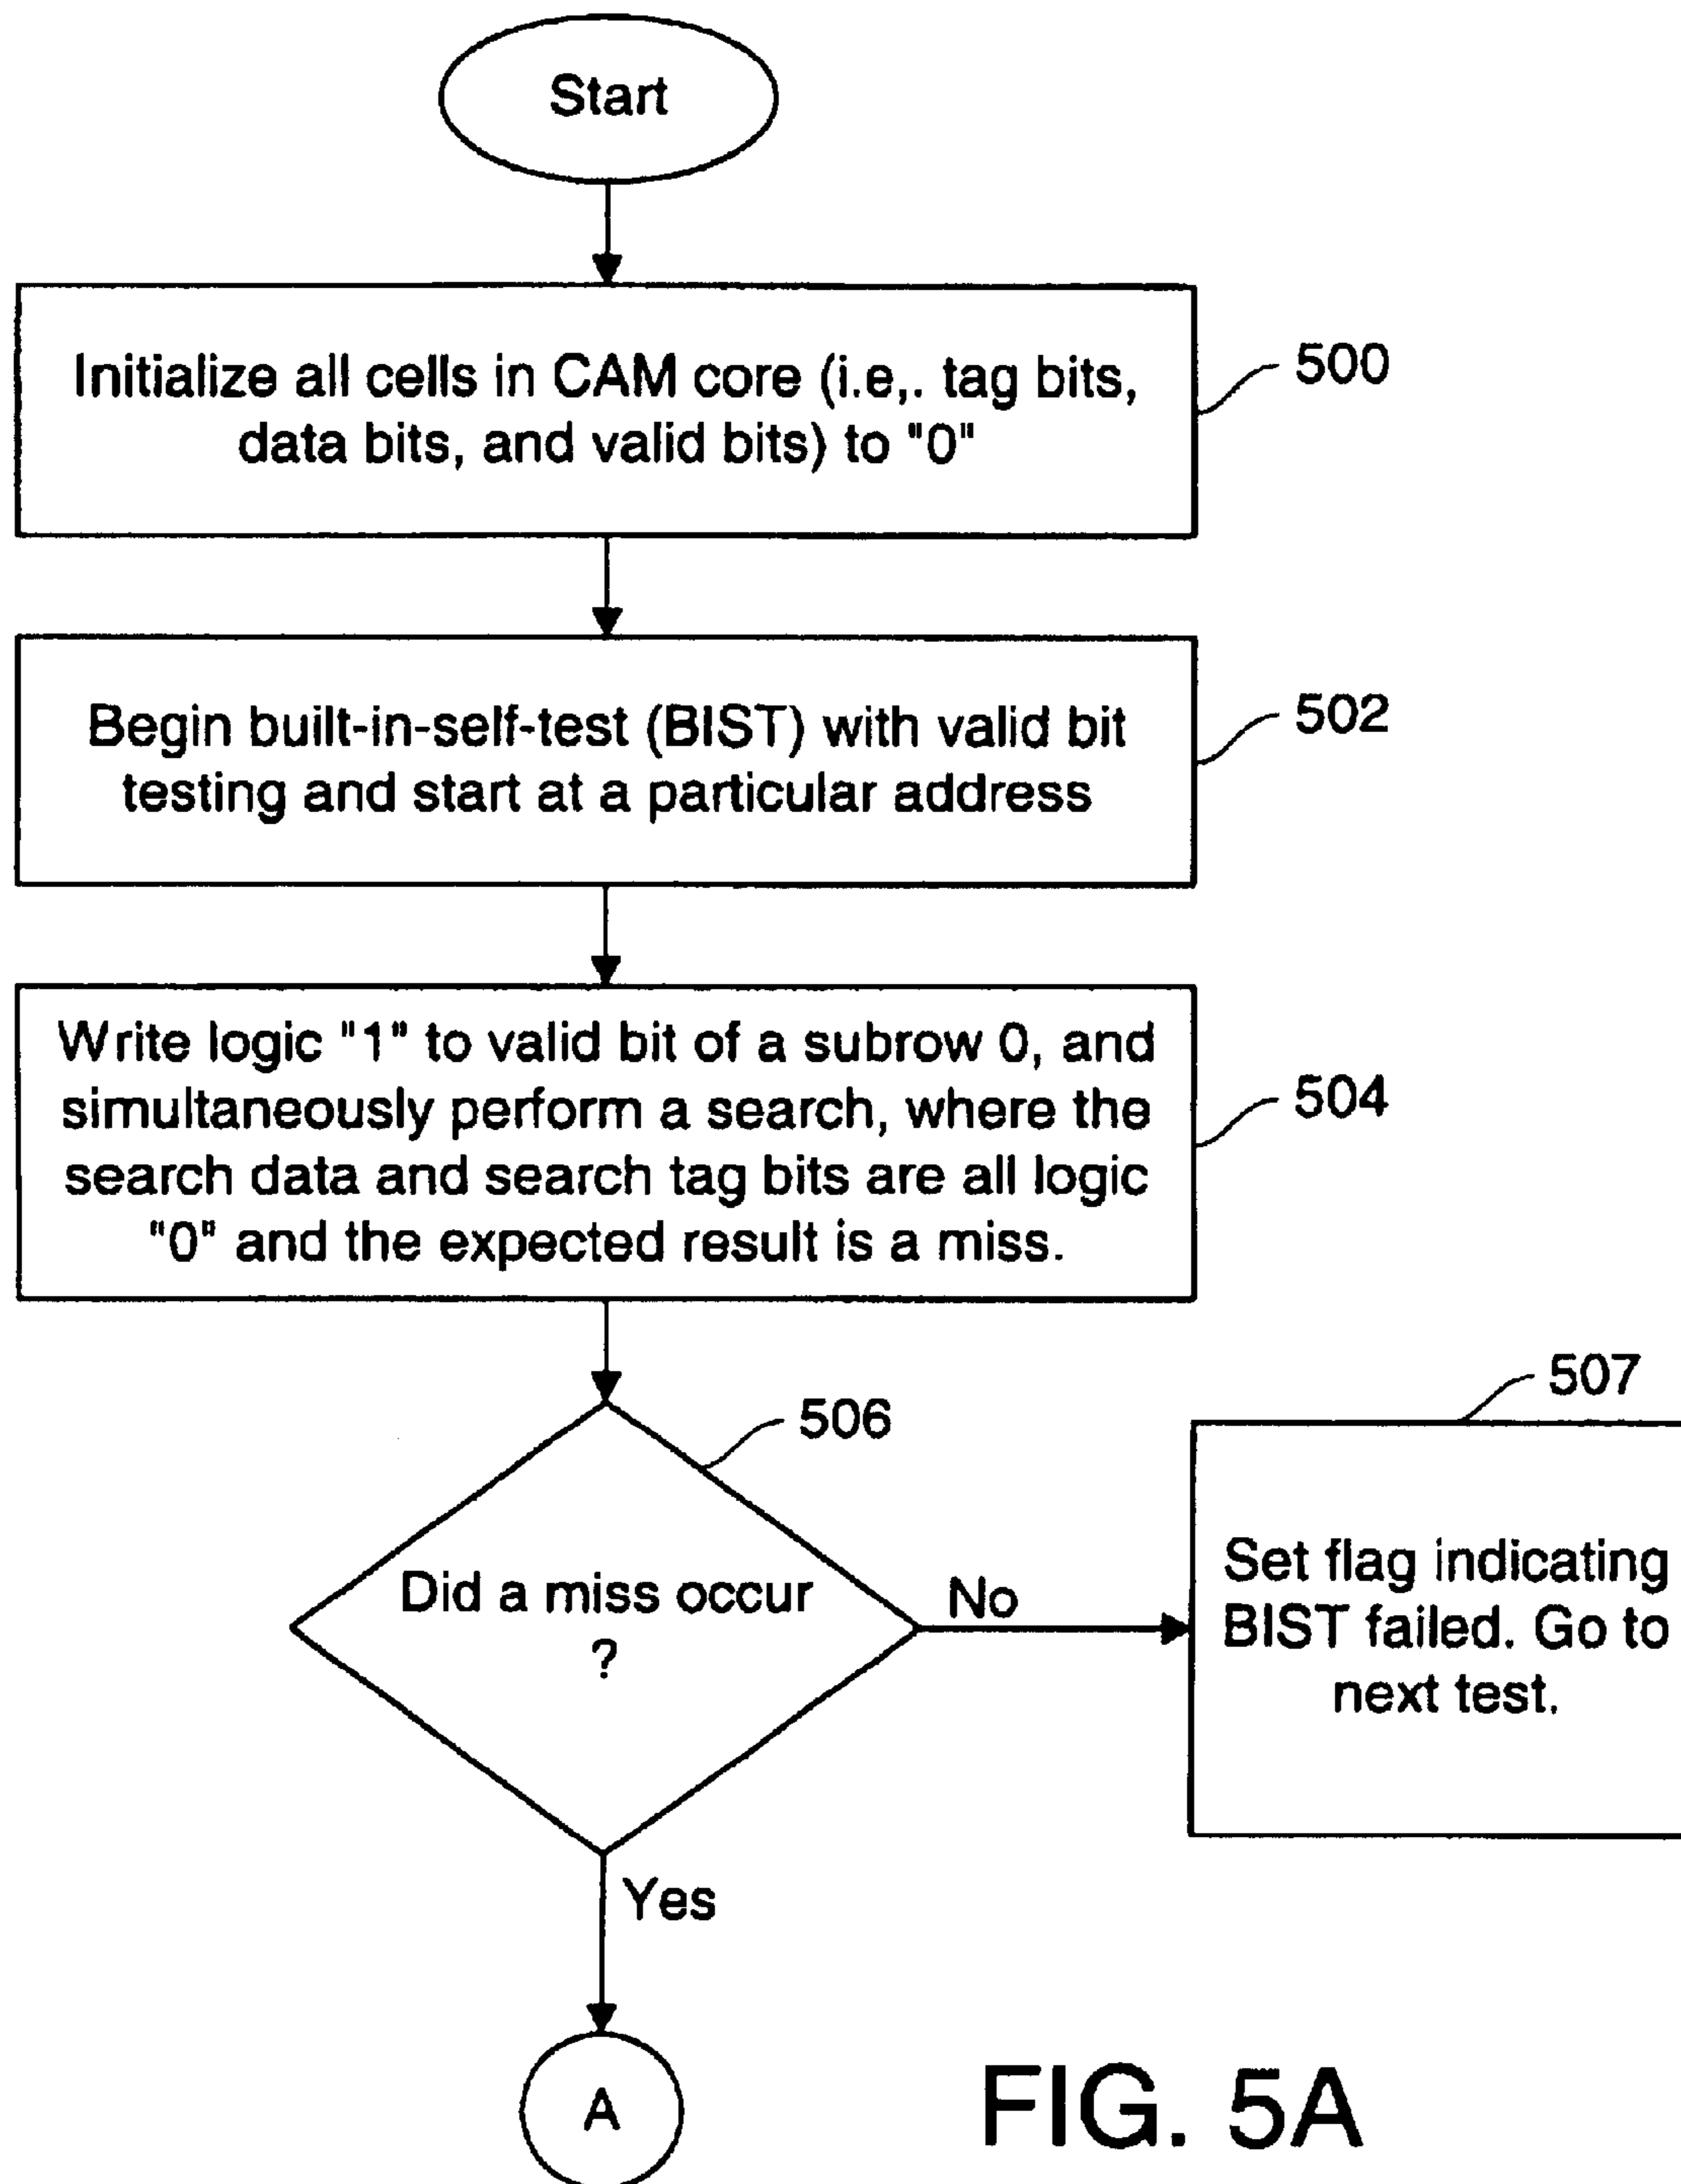 Start
Initialize all cells in CAM core (i.e,. tag bits,
data bits, and valid bits) to "0"
500
Begin built-in-self-test (BIST) with valid bit
testing and start at a particular address
502
Write logic "1" to valid bit of a subrow 0, and
simultaneously perform a search, where the
search data and search tag bits are all logic
"0" and the expected result is a miss.
504
506
Did a miss occur
?
No
507
Set flag indicating
BIST failed. Go to
next test.
Yes
A
FIG. 5A